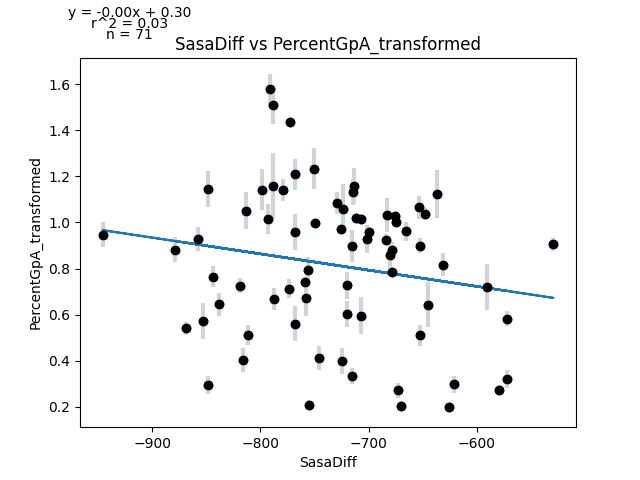 y = -0.00x + 0.30
r^2 = 0.03
n = 71
SasaDiff vs PercentGpA_transformed
PercentGpA_transformed
1.6
1.4
1.2
1.0
0.8
0.6
0.4
0.2
−900
−800
−700
−600
SasaDiff